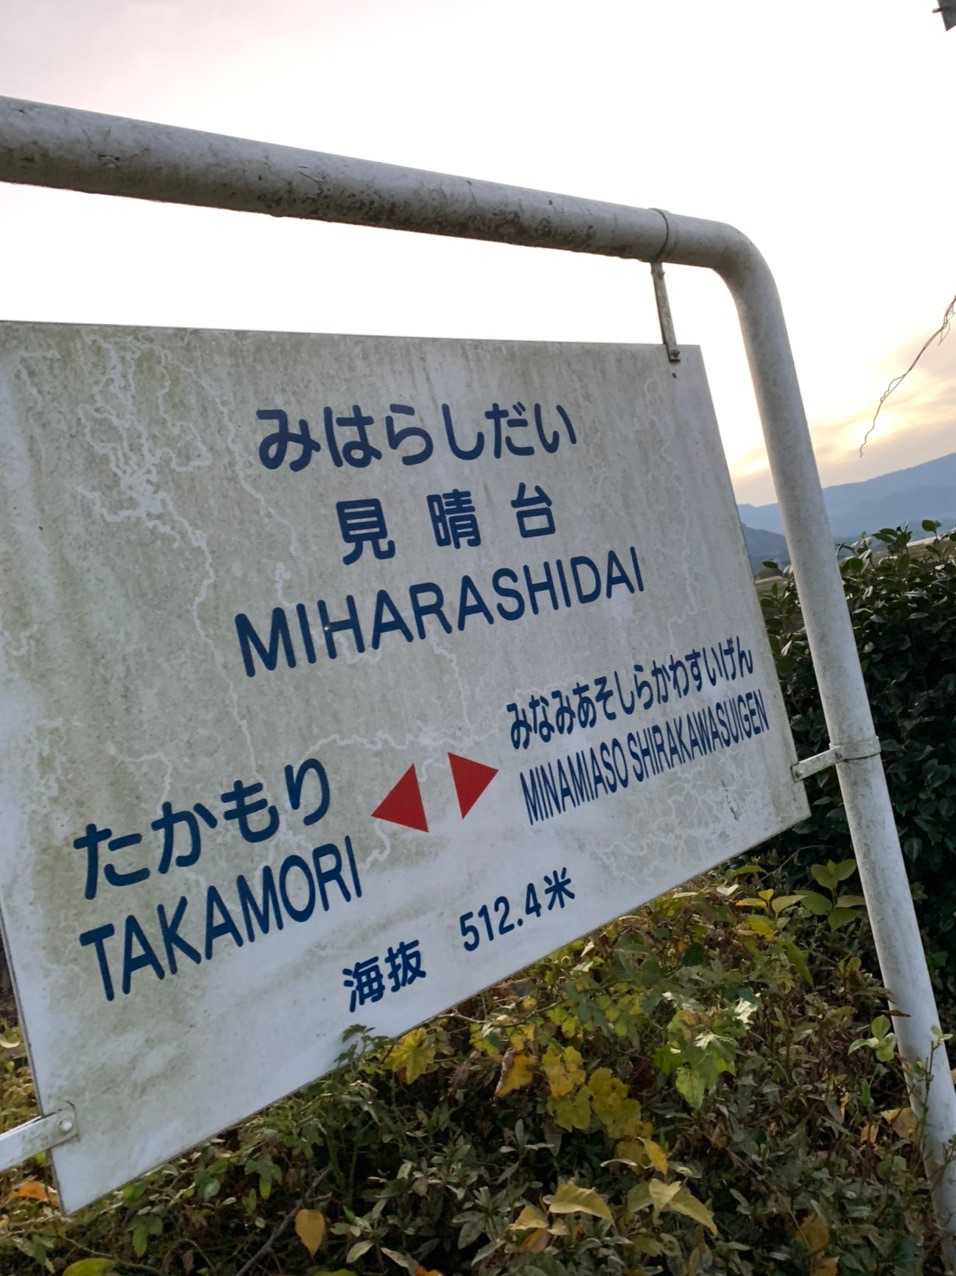 みはらしだい
見晴台
MIHARASHIDAI
たかもり
TAKAMORI
みなみあそしらかわすいげん
MINAMIASO SHIRAKAWASUIGEN
海抜 512.4米